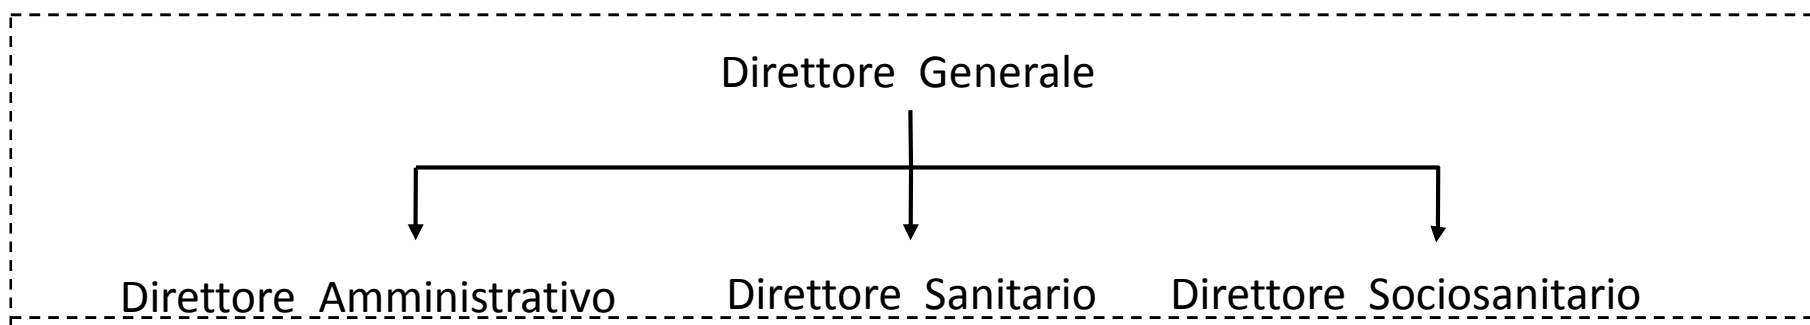 Direttore Generale
Direttore Amministrativo
Direttore Sanitario
Direttore Sociosanitario